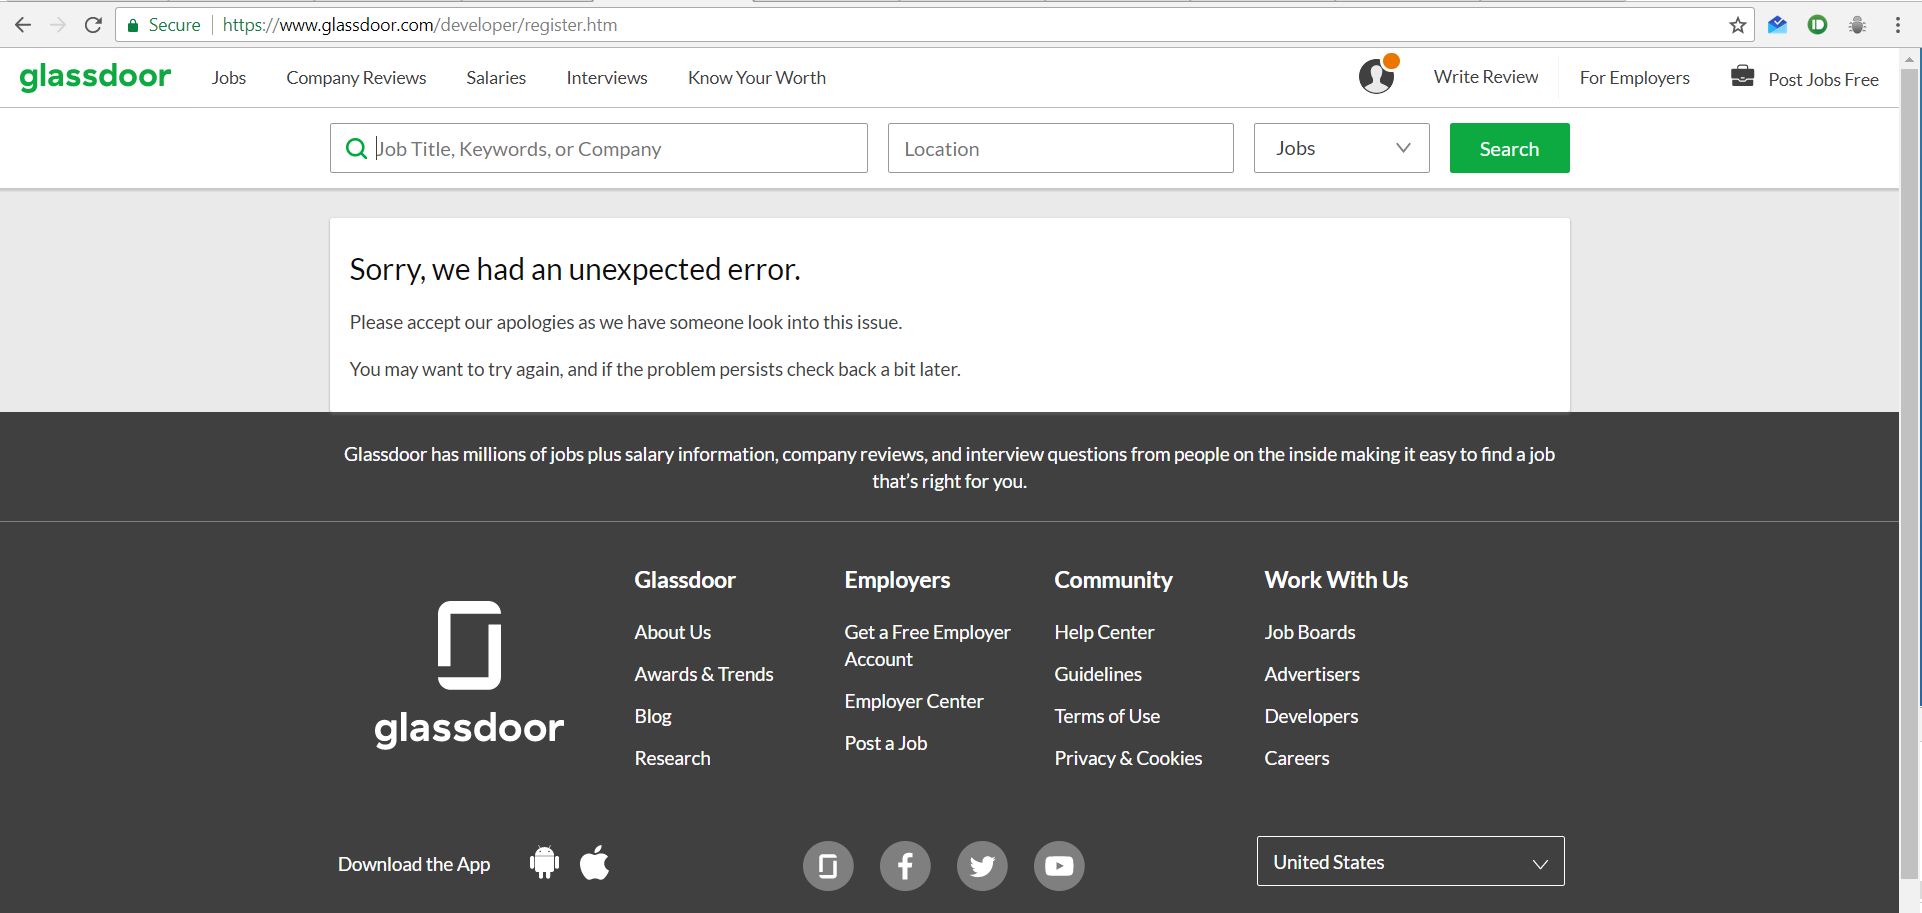 Secure https://www.glassdoor.com/developer/register.htm
glassdoor Jobs Company Reviews Salaries Interviews Know Your Worth Write Review For Employers Post Jobs Free
Job Title, Keywords, or Company Location Jobs Search
Sorry, we had an unexpected error.
Please accept our apologies as we have someone look into this issue.
You may want to try again, and if the problem persists check back a bit later.
Glassdoor has millions of jobs plus salary information, company reviews, and interview questions from people on the inside making it easy to find a job
that's right for you.
glassdoor
Glassdoor
About Us
Awards & Trends
Blog
Research
Employers
Get a Free Employer
Account
Employer Center
Post a Job
Community
Help Center
Guidelines
Terms of Use
Privacy & Cookies
Work With Us
Job Boards
Advertisers
Developers
Careers
Download the App
United States